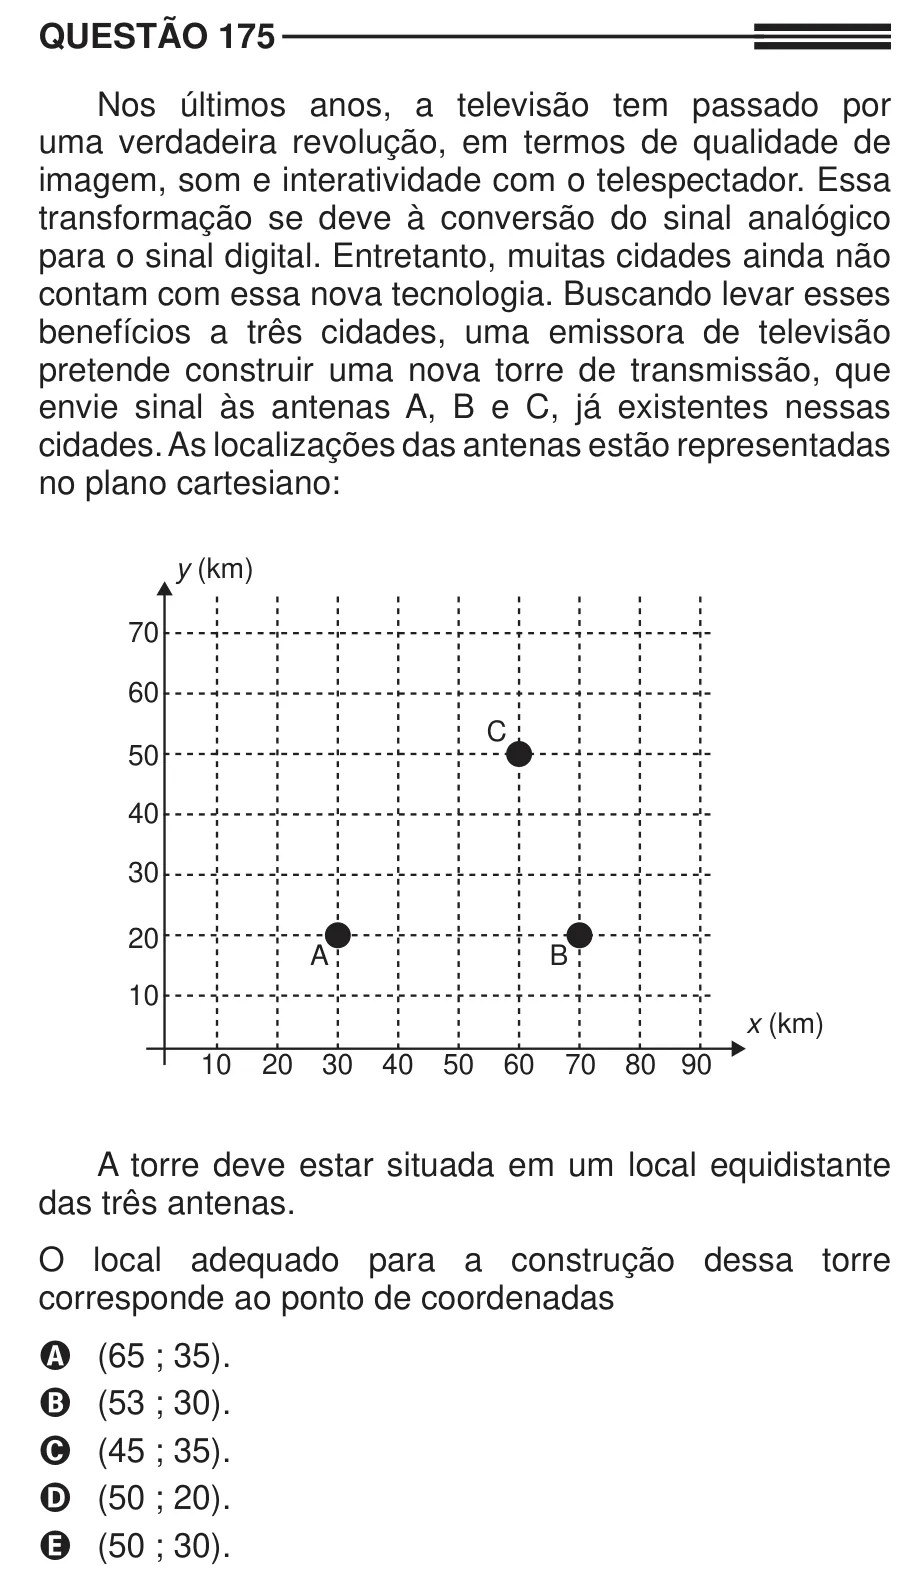 QUESTÃO 175
Nos últimos anos, a televisão tem passado por
uma verdadeira revolução, em termos de qualidade de
imagem, som e interatividade com o telespectador. Essa
transformação se deve à conversão do sinal analógico
para o sinal digital. Entretanto, muitas cidades ainda não
contam com essa nova tecnologia. Buscando levar esses
benefícios a três cidades, uma emissora de televisão
pretende construir uma nova torre de transmissão, que
envie sinal às antenas A, B e C, já existentes nessas
cidades. As localizações das antenas estão representadas
no plano cartesiano:
y (km)
70
60
C
50
40
30
20
A
B
10
x (km)
10 20 30 40 50 60 70 80 90
A torre deve estar situada em um local equidistante
das três antenas.
O local adequado para a construção dessa torre
corresponde ao ponto de coordenadas
A (65 ; 35).
B (53 ; 30).
C (45 ; 35).
D (50 ; 20).
E (50 ; 30).